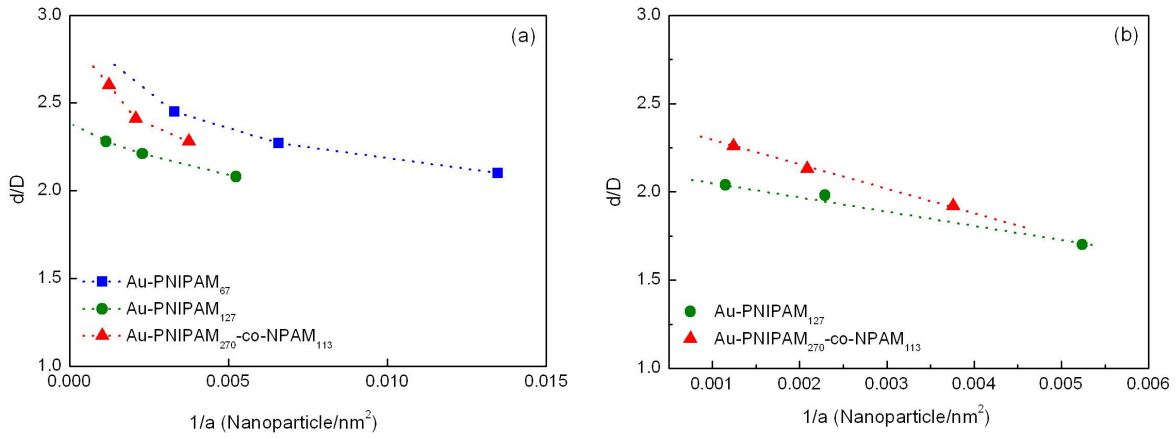 (a)
3.0
2.5
2.0
1.5
1.0
d/D
Au-PNIPAM₆₇
Au-PNIPAM₁₂₇
Au-PNIPAM₂₇₀-co-NPAM₁₁₃
0.000 0.005 0.010 0.015
1/a (Nanoparticle/nm²)
(b)
3.0
2.5
2.0
1.5
1.0
d/D
Au-PNIPAM₁₂₇
Au-PNIPAM₂₇₀-co-NPAM₁₁₃
0.001 0.002 0.003 0.004 0.005 0.006
1/a (Nanoparticle/nm²)